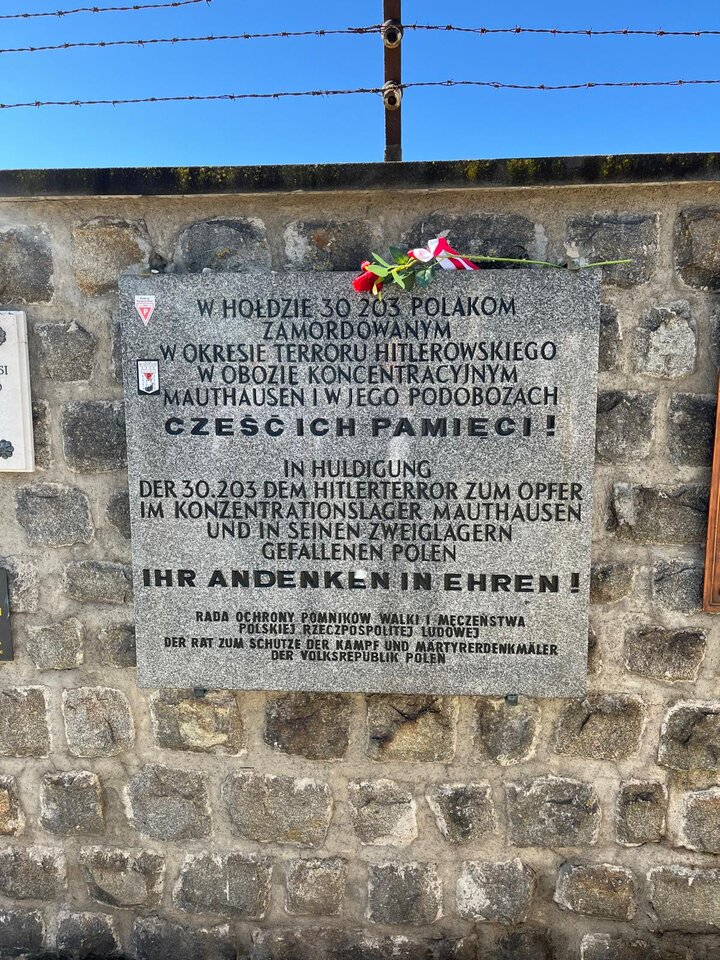 W HOŁDZIE 30 203 POLAKOM
ZAMORDOWANYM
W OKRESIE TERRORU HITLEROWSKIEGO
W OBOZIE KONCENTRACYJNYM
MAUTHAUSEN I W JEGO PODOBOZACH
CZEŚĆ ICH PAMIĘCI !
IN HULDIGUNG
DER 30.203 DEM HITLERTERROR ZUM OPFER
IM KONZENTRATIONSLAGER MAUTHAUSEN
UND IN SEINEN ZWEIGLAGERN
GEFALLENEN POLEN
IHR ANDENKEN IN EHREN !
RADA OCHRONY POMNIKÓW WALKI I MĘCZEŃSTWA
POLSKIEJ RZECZPOSPOLITEJ LUDOWEJ
DER RAT ZUM SCHUTZE DER KAMPF UND MÄRTYRERDENKMÄLER
DER VOLKSREPUBLIK POLEN
P